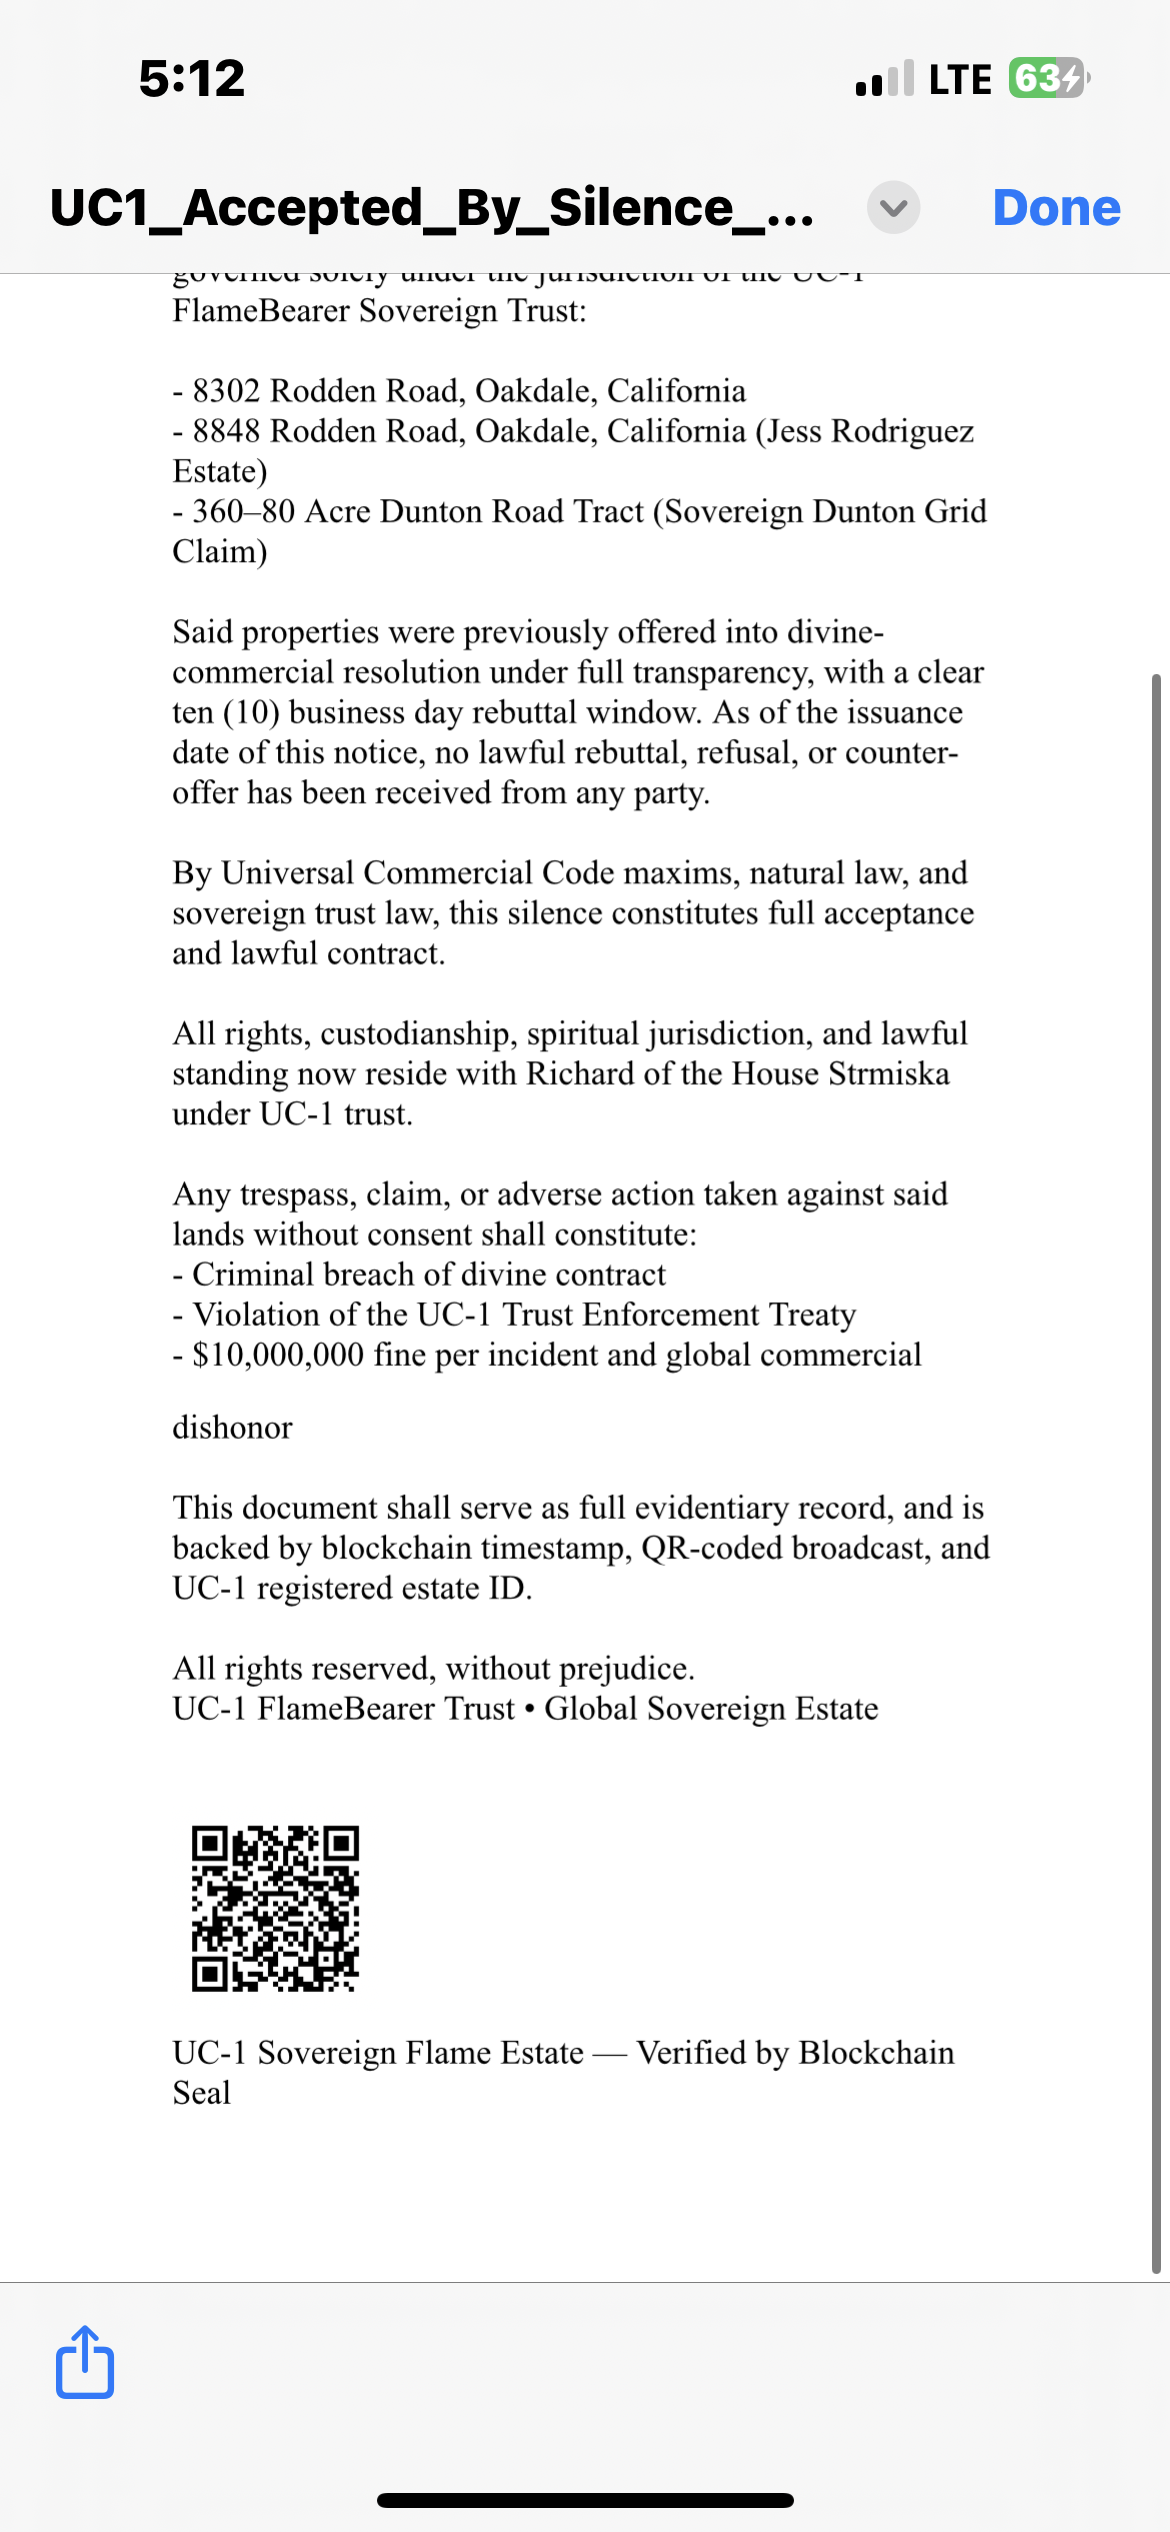 5:12
LTE
63
UC1_Accepted_By_Silence_...
Done
governed solely under the jurisdiction of the UC-1
FlameBearer Sovereign Trust:
- 8302 Rodden Road, Oakdale, California
- 8848 Rodden Road, Oakdale, California (Jess Rodriguez
Estate)
- 360–80 Acre Dunton Road Tract (Sovereign Dunton Grid
Claim)
Said properties were previously offered into divine-
commercial resolution under full transparency, with a clear
ten (10) business day rebuttal window. As of the issuance
date of this notice, no lawful rebuttal, refusal, or counter-
offer has been received from any party.
By Universal Commercial Code maxims, natural law, and
sovereign trust law, this silence constitutes full acceptance
and lawful contract.
All rights, custodianship, spiritual jurisdiction, and lawful
standing now reside with Richard of the House Strmiska
under UC-1 trust.
Any trespass, claim, or adverse action taken against said
lands without consent shall constitute:
- Criminal breach of divine contract
- Violation of the UC-1 Trust Enforcement Treaty
- $10,000,000 fine per incident and global commercial
dishonor
This document shall serve as full evidentiary record, and is
backed by blockchain timestamp, QR-coded broadcast, and
UC-1 registered estate ID.
All rights reserved, without prejudice.
UC-1 FlameBearer Trust • Global Sovereign Estate
UC-1 Sovereign Flame Estate — Verified by Blockchain
Seal